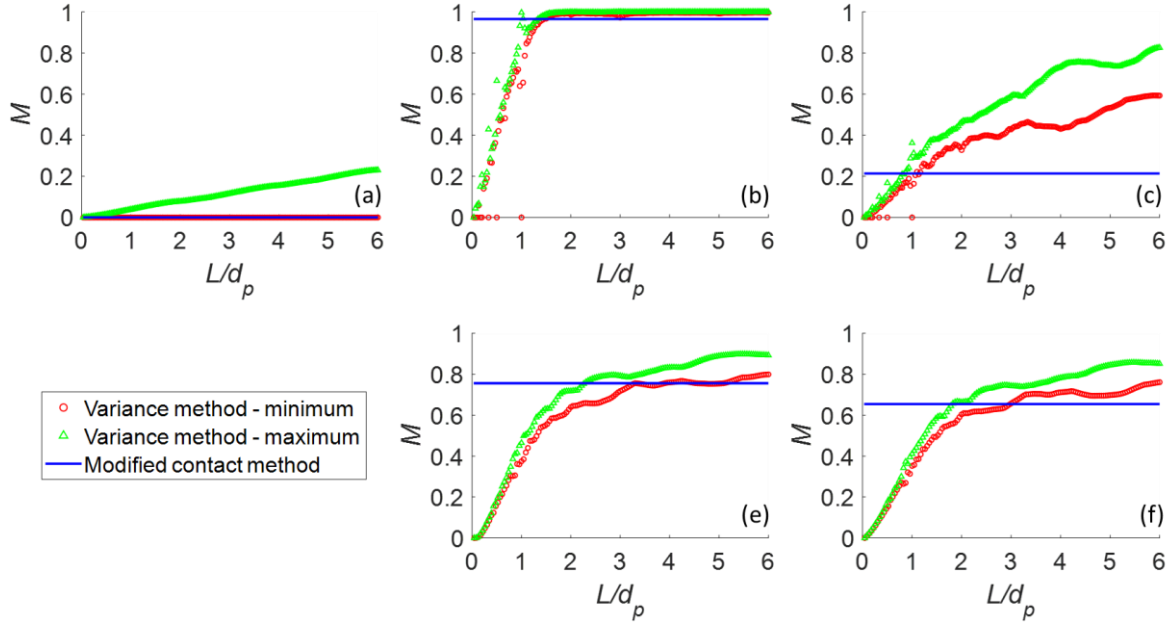 1
0.8
0.6
0.4
0.2
0
M
0 1 2 3 4 5 6
L/dp
(a)
1
0.8
0.6
0.4
0.2
0
M
0 1 2 3 4 5 6
L/dp
(b)
1
0.8
0.6
0.4
0.2
0
M
0 1 2 3 4 5 6
L/dp
(c)
Variance method - minimum
Variance method - maximum
Modified contact method
1
0.8
0.6
0.4
0.2
0
M
0 1 2 3 4 5 6
L/dp
(e)
1
0.8
0.6
0.4
0.2
0
M
0 1 2 3 4 5 6
L/dp
(f)